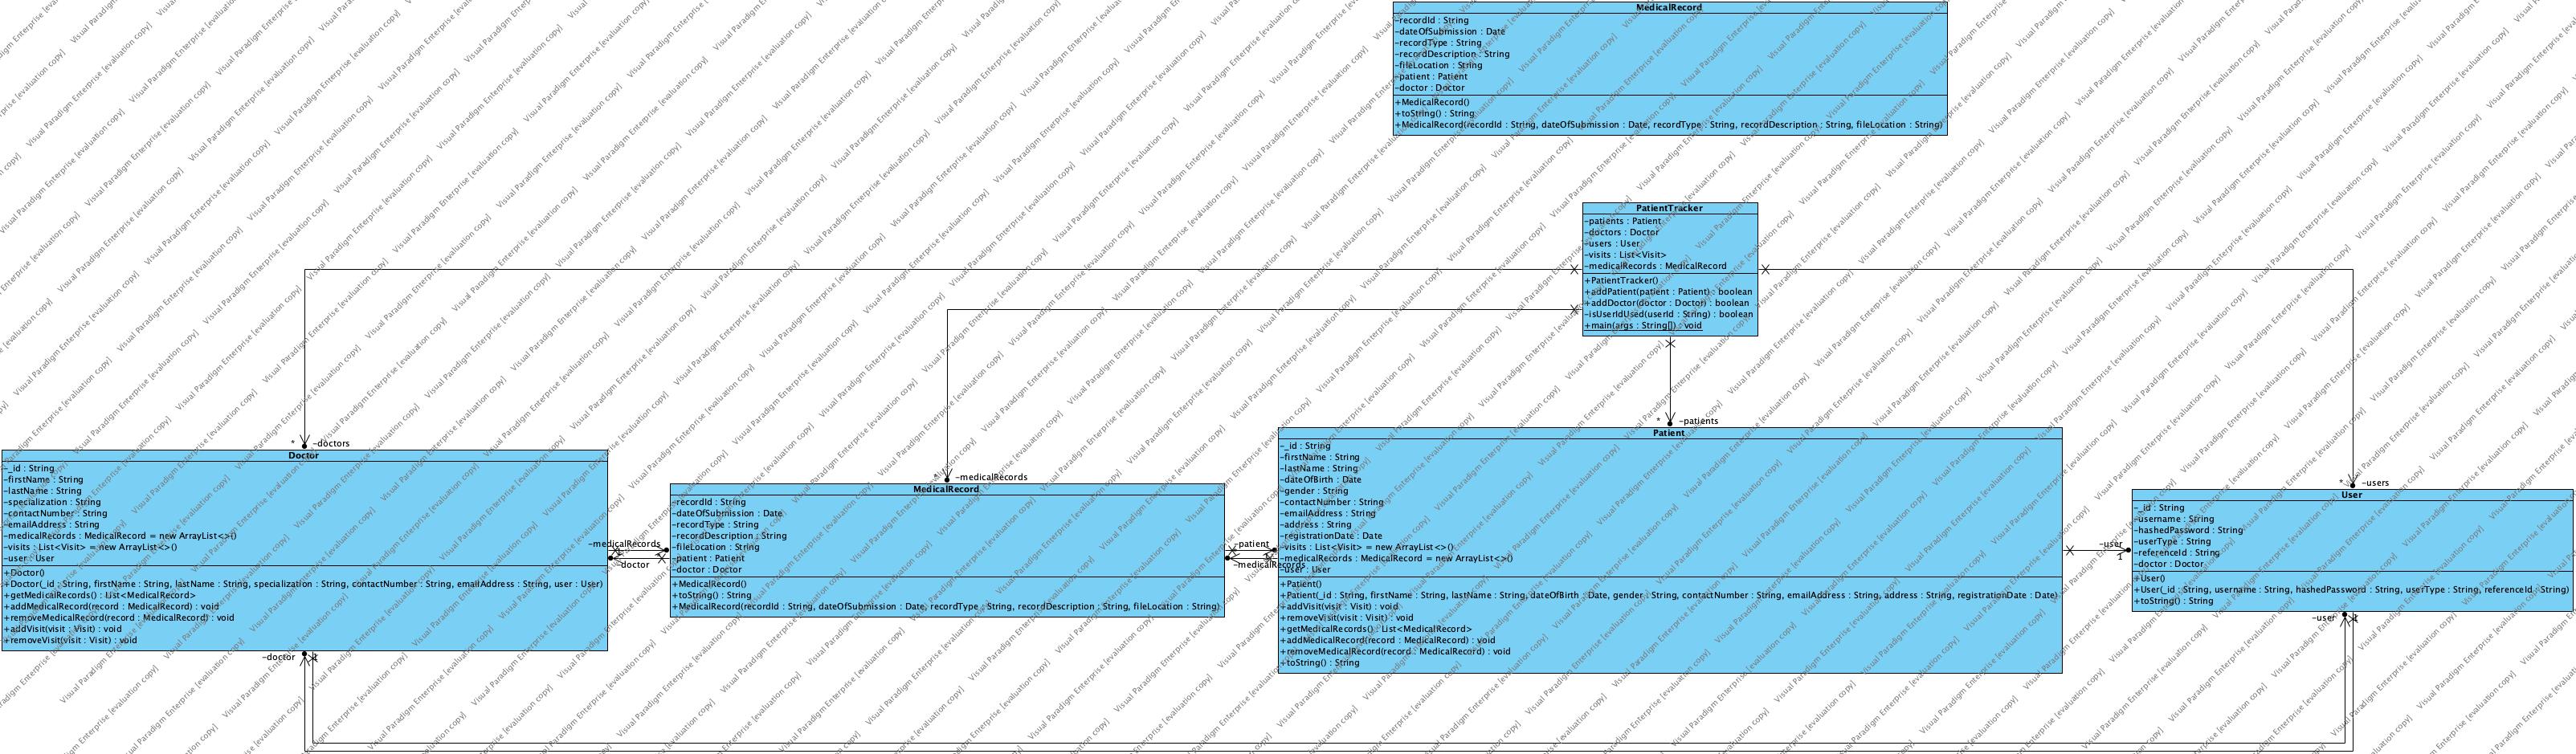 MedicalRecord
-recordId : String
-dateOfSubmission : Date
-recordType : String
-recordDescription : String
-fileLocation : String
-patient : Patient
-doctor : Doctor
+MedicalRecord()
+toString() : String
+MedicalRecord(recordId : String, dateOfSubmission : Date, recordType : String, recordDescription : String, fileLocation : String)
PatientTracker
-patients : Patient
-doctors : Doctor
-users : User
-visits : List<Visit>
-medicalRecords : MedicalRecord
+PatientTracker()
+addPatient(patient : Patient) : boolean
+addDoctor(doctor : Doctor) : boolean
-isUserIdUsed(userId : String) : boolean
+main(args : String[]) : void
* -doctors
Doctor
-_id : String
-firstName : String
-lastName : String
-specialization : String
-contactNumber : String
-emailAddress : String
-medicalRecords : MedicalRecord = new ArrayList<>()
-visits : List<Visit> = new ArrayList<>()
-user : User
+Doctor()
+Doctor(_id : String, firstName : String, lastName : String, specialization : String, contactNumber : String, emailAddress : String, user : User)
+getMedicalRecords() : List<MedicalRecord>
+addMedicalRecord(record : MedicalRecord) : void
+removeMedicalRecord(record : MedicalRecord) : void
+addVisit(visit : Visit) : void
+removeVisit(visit : Visit) : void
-doctor
-medicalRecords
-doctor
* -medicalRecords
MedicalRecord
-recordId : String
-dateOfSubmission : Date
-recordType : String
-recordDescription : String
-fileLocation : String
-patient : Patient
-doctor : Doctor
+MedicalRecord()
+toString() : String
+MedicalRecord(recordId : String, dateOfSubmission : Date, recordType : String, recordDescription : String, fileLocation : String)
-patient
-medicalRecords
* -patients
Patient
-_id : String
-firstName : String
-lastName : String
-dateOfBirth : Date
-gender : String
-contactNumber : String
-emailAddress : String
-address : String
-registrationDate : Date
-visits : List<Visit> = new ArrayList<>()
-medicalRecords : MedicalRecord = new ArrayList<>()
-user : User
+Patient()
+Patient(_id : String, firstName : String, lastName : String, dateOfBirth : Date, gender : String, contactNumber : String, emailAddress : String, address : String, registrationDate : Date)
+addVisit(visit : Visit) : void
+removeVisit(visit : Visit) : void
+getMedicalRecords() : List<MedicalRecord>
+addMedicalRecord(record : MedicalRecord) : void
+removeMedicalRecord(record : MedicalRecord) : void
+toString() : String
-user
1
* -users
User
-_id : String
-username : String
-hashedPassword : String
-userType : String
-referenceId : String
-doctor : Doctor
+User()
+User(_id : String, username : String, hashedPassword : String, userType : String, referenceId : String)
+toString() : String
-user
Visual Paradigm Enterprise [evaluation copy]